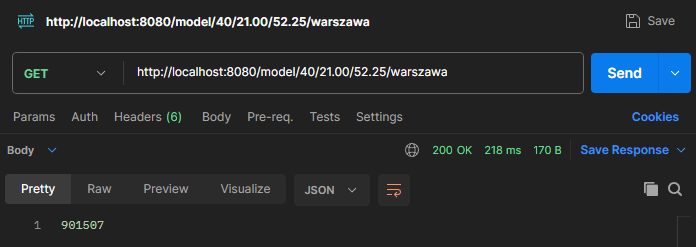 HTTP http://localhost:8080/model/40/21.00/52.25/warszawa Save
GET http://localhost:8080/model/40/21.00/52.25/warszawa Send
Params Auth Headers (6) Body Pre-req. Tests Settings Cookies
Body 200 OK 218 ms 170 B Save Response
Pretty Raw Preview Visualize JSON
1 901507